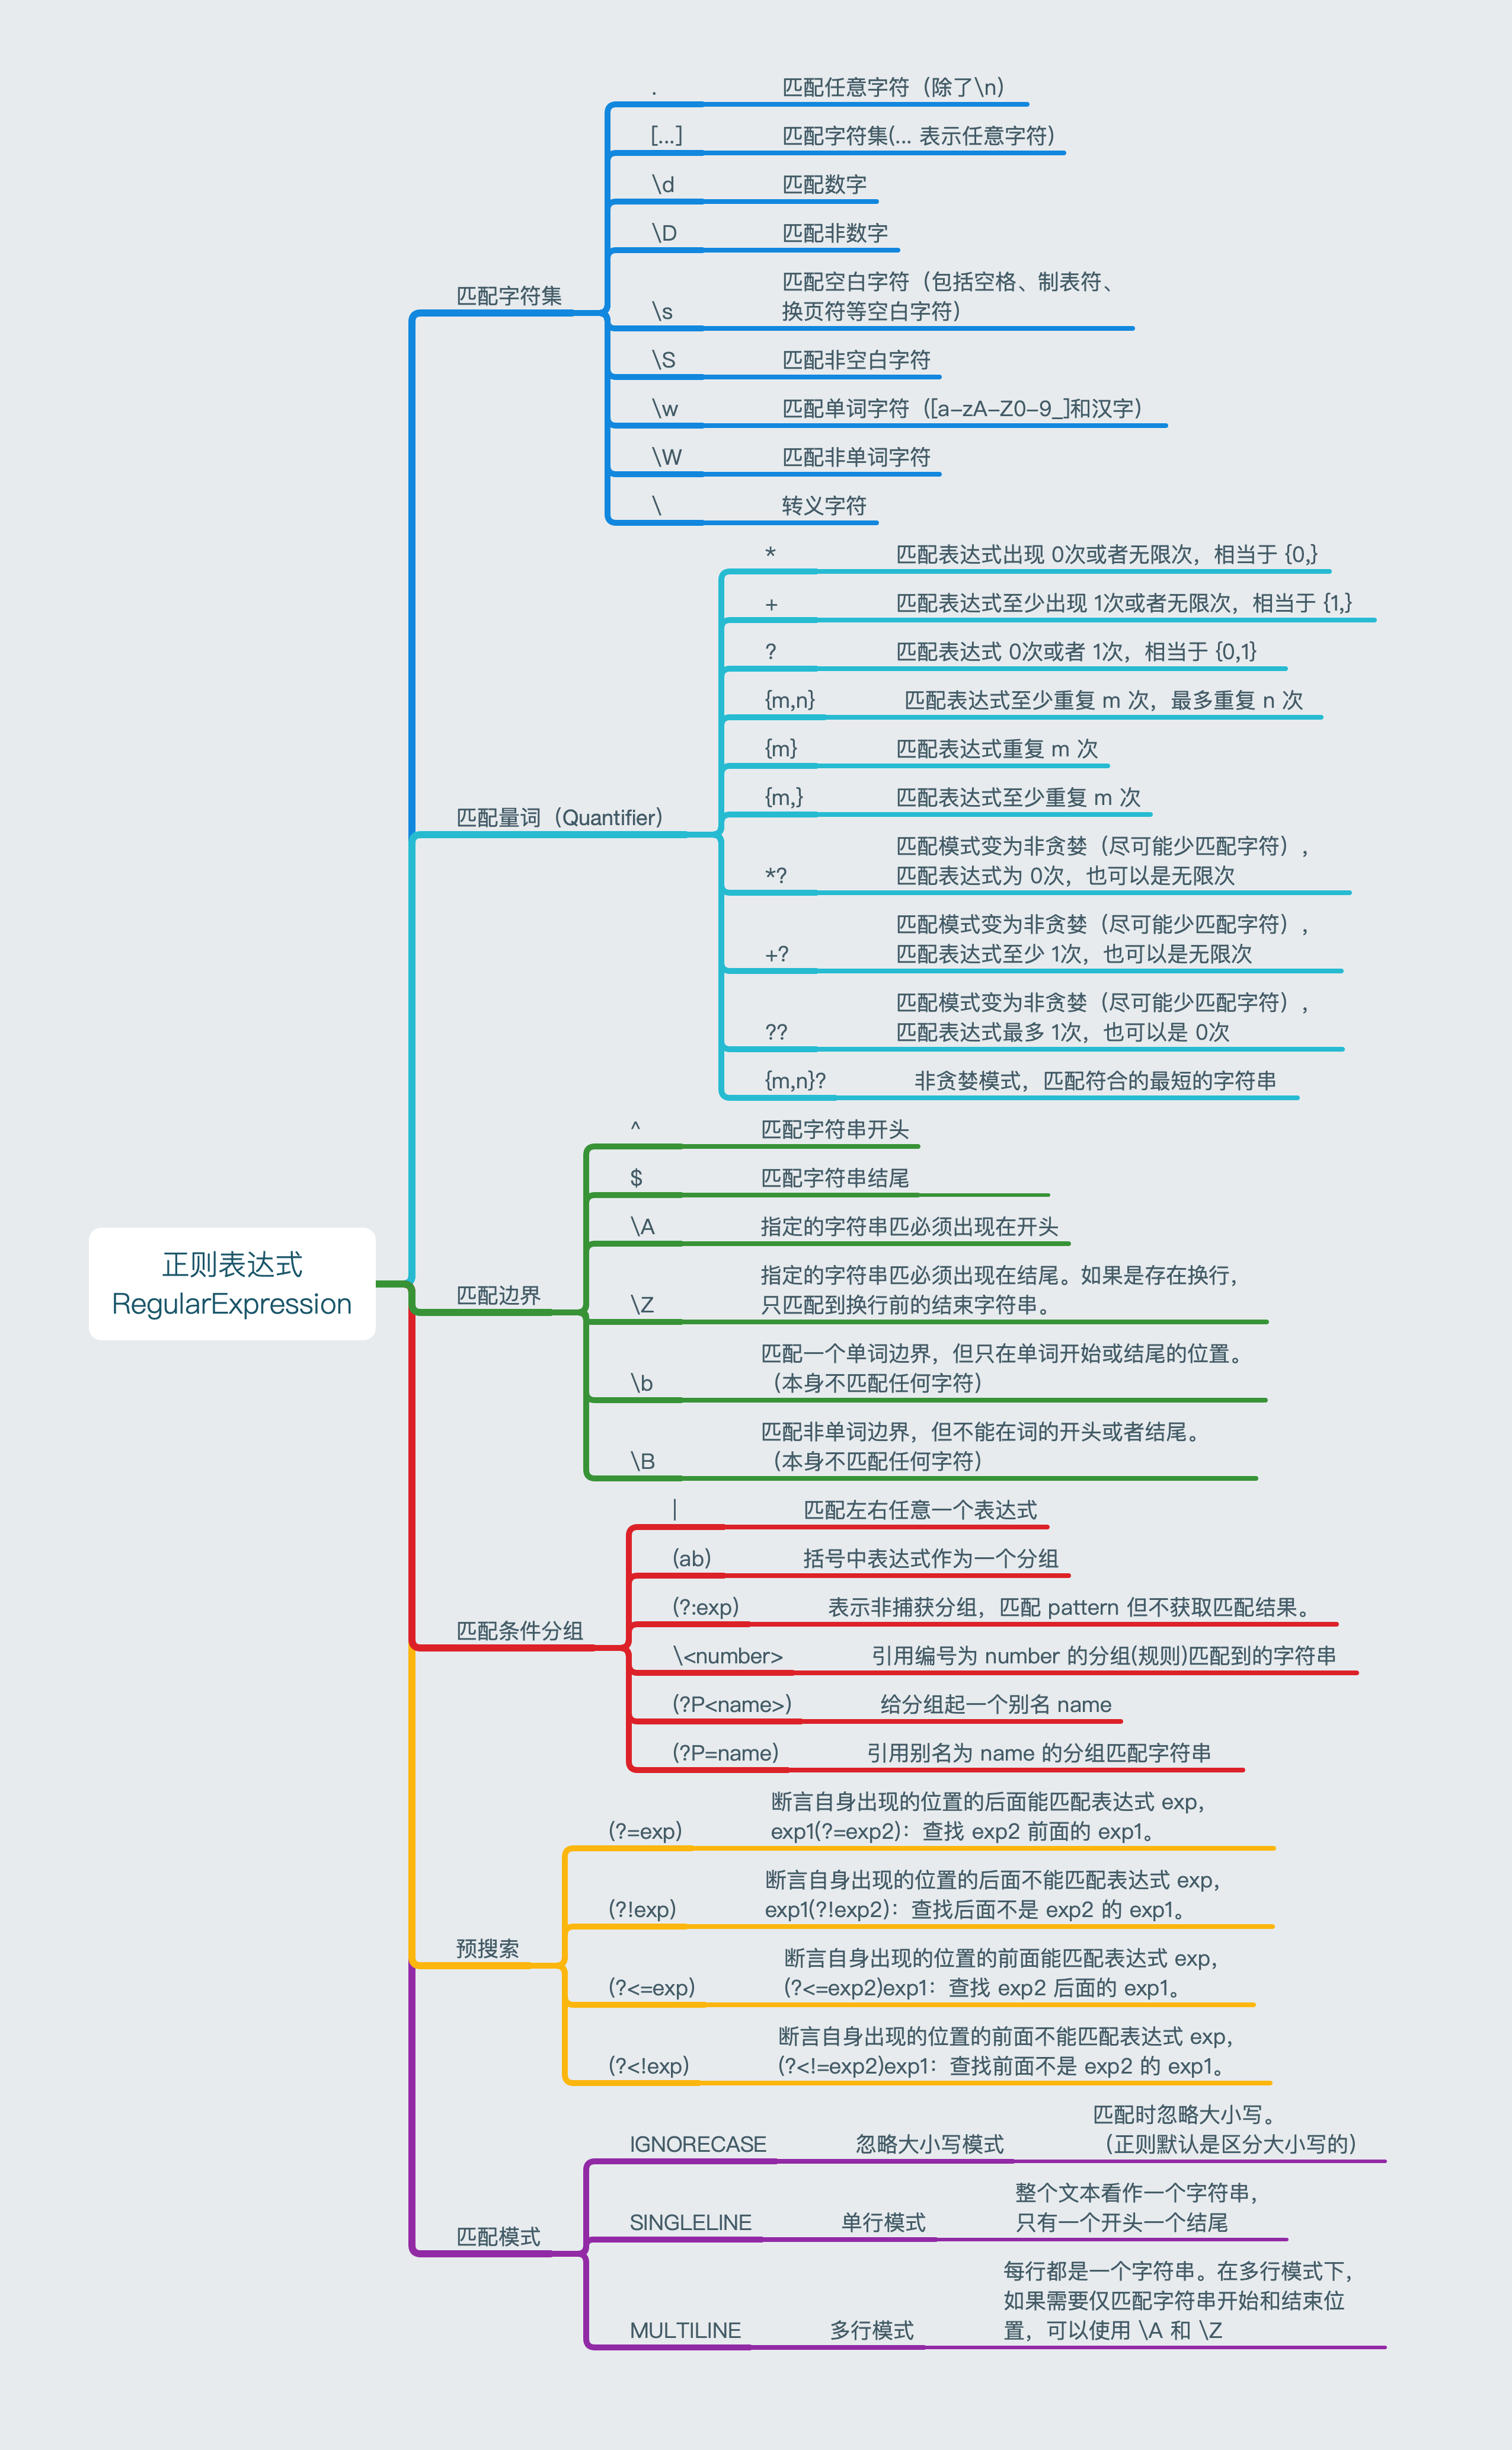 正则表达式
RegularExpression
匹配字符集
. 匹配任意字符（除了\n）
[...] 匹配字符集(... 表示任意字符)
\d 匹配数字
\D 匹配非数字
\s 匹配空白字符（包括空格、制表符、
换页符等空白字符）
\S 匹配非空白字符
\w 匹配单词字符（[a-zA-Z0-9_]和汉字）
\W 匹配非单词字符
\ 转义字符
匹配量词（Quantifier）
* 匹配表达式出现 0次或者无限次，相当于 {0,}
+ 匹配表达式至少出现 1次或者无限次，相当于 {1,}
? 匹配表达式 0次或者 1次，相当于 {0,1}
{m,n} 匹配表达式至少重复 m 次，最多重复 n 次
{m} 匹配表达式重复 m 次
{m,} 匹配表达式至少重复 m 次
*? 匹配模式变为非贪婪（尽可能少匹配字符），
匹配表达式为 0次，也可以是无限次
+? 匹配模式变为非贪婪（尽可能少匹配字符），
匹配表达式至少 1次，也可以是无限次
?? 匹配模式变为非贪婪（尽可能少匹配字符），
匹配表达式最多 1次，也可以是 0次
{m,n}? 非贪婪模式，匹配符合的最短的字符串
匹配边界
^ 匹配字符串开头
$ 匹配字符串结尾
\A 指定的字符串匹必须出现在开头
\Z 指定的字符串匹必须出现在结尾。如果是存在换行，
只匹配到换行前的结束字符串。
\b 匹配一个单词边界，但只在单词开始或结尾的位置。
（本身不匹配任何字符）
\B 匹配非单词边界，但不能在词的开头或者结尾。
（本身不匹配任何字符）
匹配条件分组
| 匹配左右任意一个表达式
(ab) 括号中表达式作为一个分组
(?:exp) 表示非捕获分组，匹配 pattern 但不获取匹配结果。
\<number> 引用编号为 number 的分组(规则)匹配到的字符串
(?P<name>) 给分组起一个别名 name
(?P=name) 引用别名为 name 的分组匹配字符串
预搜索
(?=exp) 断言自身出现的位置的后面能匹配表达式 exp，
exp1(?=exp2)：查找 exp2 前面的 exp1。
(?!exp) 断言自身出现的位置的后面不能匹配表达式 exp，
exp1(?!exp2)：查找后面不是 exp2 的 exp1。
(?<=exp) 断言自身出现的位置的前面能匹配表达式 exp，
(?<=exp2)exp1：查找 exp2 后面的 exp1。
(?<!exp) 断言自身出现的位置的前面不能匹配表达式 exp，
(?<!=exp2)exp1：查找前面不是 exp2 的 exp1。
匹配模式
IGNORECASE 忽略大小写模式 匹配时忽略大小写。
（正则默认是区分大小写的）
SINGLELINE 单行模式 整个文本看作一个字符串，
只有一个开头一个结尾
MULTILINE 多行模式 每行都是一个字符串。在多行模式下，
如果需要仅匹配字符串开始和结束位
置，可以使用 \A 和 \Z